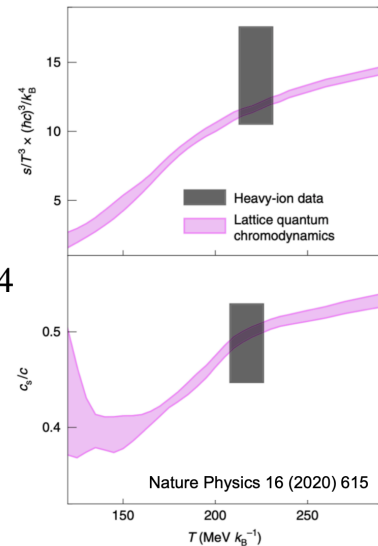 15
10
5
s/T³ × (ħc)³/k_B⁴
Heavy-ion data
Lattice quantum
chromodynamics
4
0.5
0.4
c_s/c
Nature Physics 16 (2020) 615
150
200
250
T (MeV k_B⁻¹)